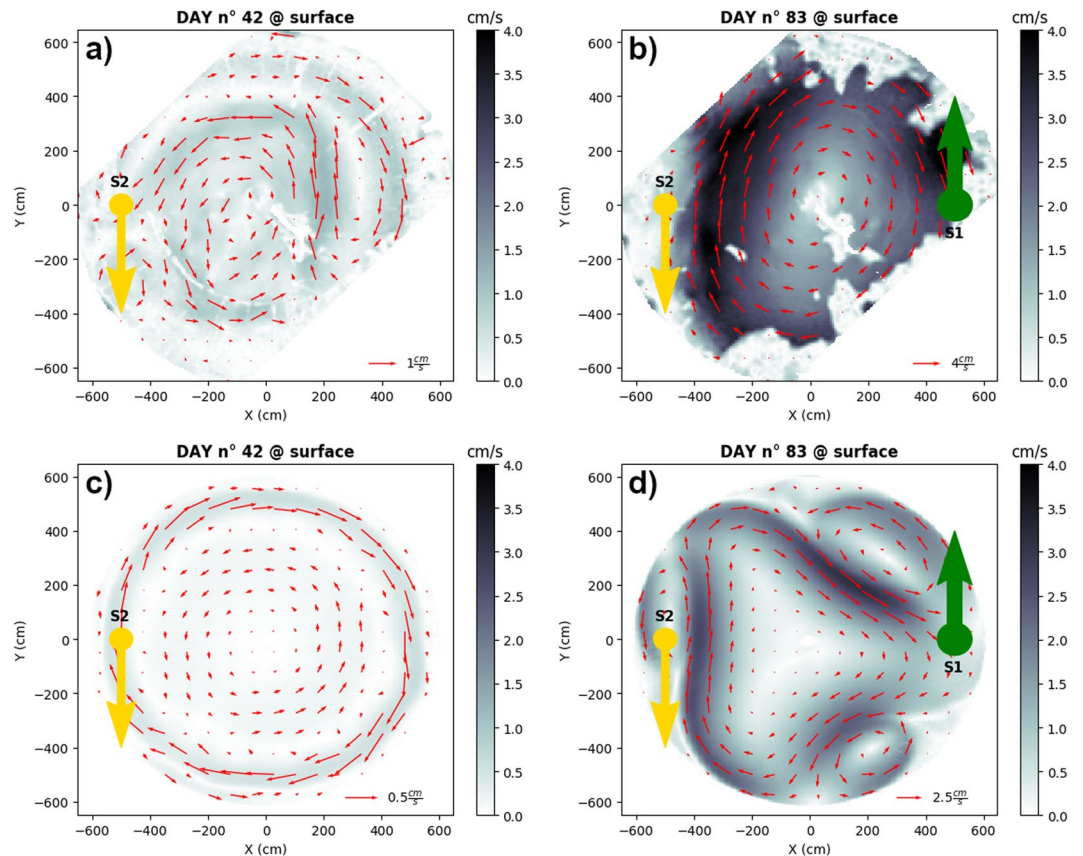 DAY n° 42 @ surface
cm/s
DAY n° 83 @ surface
cm/s
a)
b)
600
400
200
0
−200
−400
−600
Y (cm)
S2
1 cm/s
−600 −400 −200 0 200 400 600
X (cm)
4.0
3.5
3.0
2.5
2.0
1.5
1.0
0.5
0.0
600
400
200
0
−200
−400
−600
Y (cm)
S2
S1
4 cm/s
−600 −400 −200 0 200 400 600
X (cm)
4.0
3.5
3.0
2.5
2.0
1.5
1.0
0.5
0.0
DAY n° 42 @ surface
cm/s
DAY n° 83 @ surface
cm/s
c)
d)
600
400
200
0
−200
−400
−600
Y (cm)
S2
0.5 cm/s
−600 −400 −200 0 200 400 600
X (cm)
4.0
3.5
3.0
2.5
2.0
1.5
1.0
0.5
0.0
600
400
200
0
−200
−400
−600
Y (cm)
S2
S1
2.5 cm/s
−600 −400 −200 0 200 400 600
X (cm)
4.0
3.5
3.0
2.5
2.0
1.5
1.0
0.5
0.0